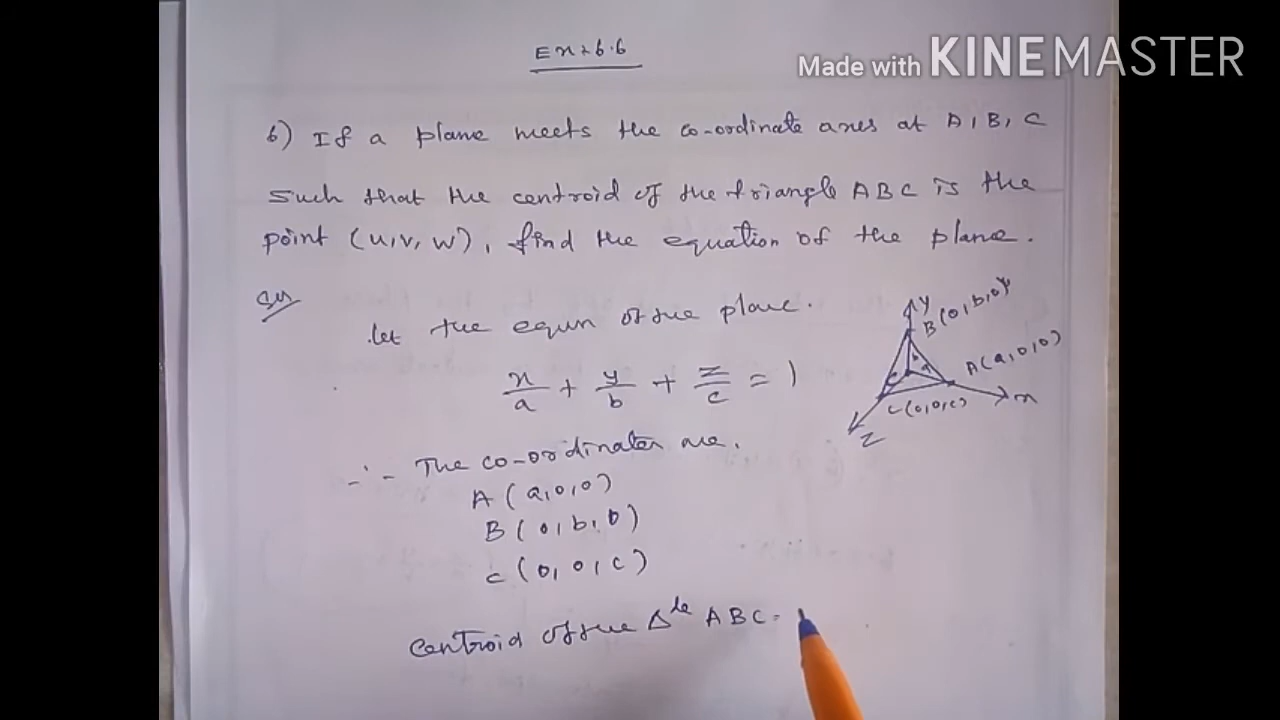 Made with KINEMASTER
Ex 6.6
6) If a plane meets the co-ordinate axes at A, B, C
Such that the centroid of the triangle ABC is the
point (u, v, w), find the equation of the plane.
Let the equn of the plane.
x/a + y/b + z/c = 1
∴ The co-ordinates are.
A (a, 0, 0)
B (0, b, 0)
C (0, 0, c)
Centroid of the Δle ABC =
y
B (0, b, 0)
A (a, 0, 0)
C (0, 0, c)
x
z